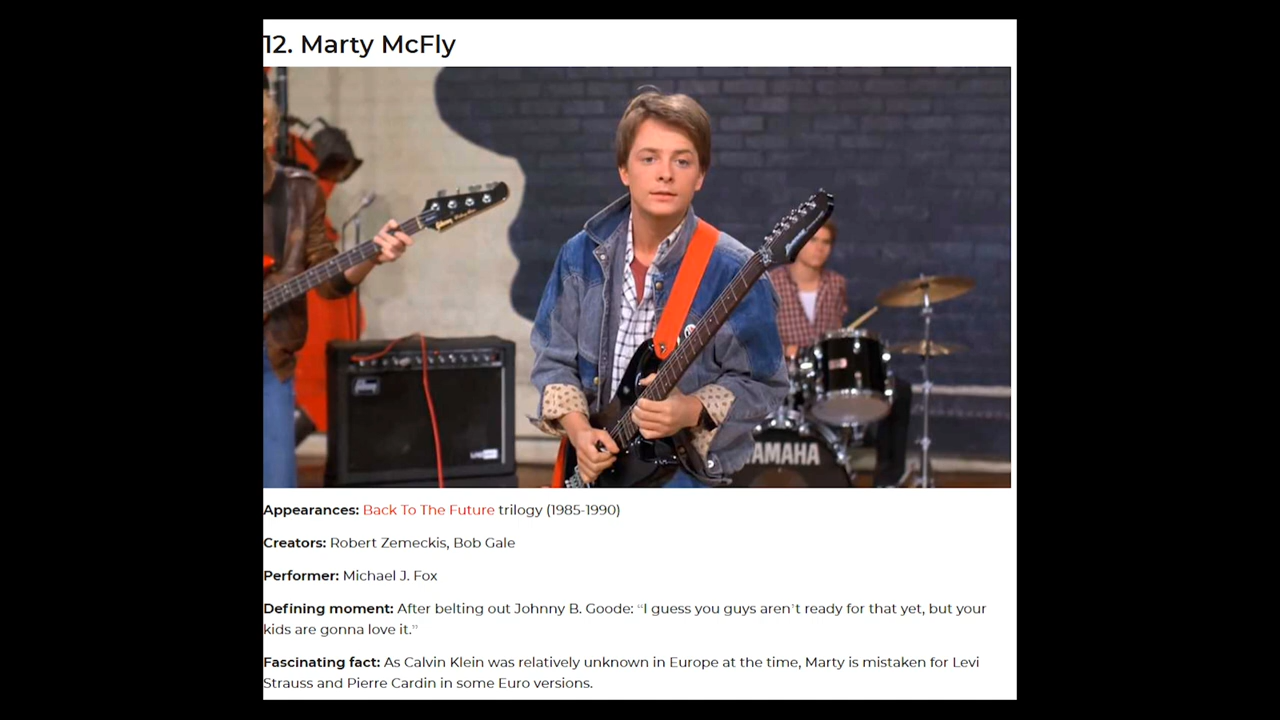 12. Marty McFly
YAMAHA
Appearances: Back To The Future trilogy (1985-1990)
Creators: Robert Zemeckis, Bob Gale
Performer: Michael J. Fox
Defining moment: After belting out Johnny B. Goode: “I guess you guys aren’t ready for that yet, but your
kids are gonna love it.”
Fascinating fact: As Calvin Klein was relatively unknown in Europe at the time, Marty is mistaken for Levi
Strauss and Pierre Cardin in some Euro versions.